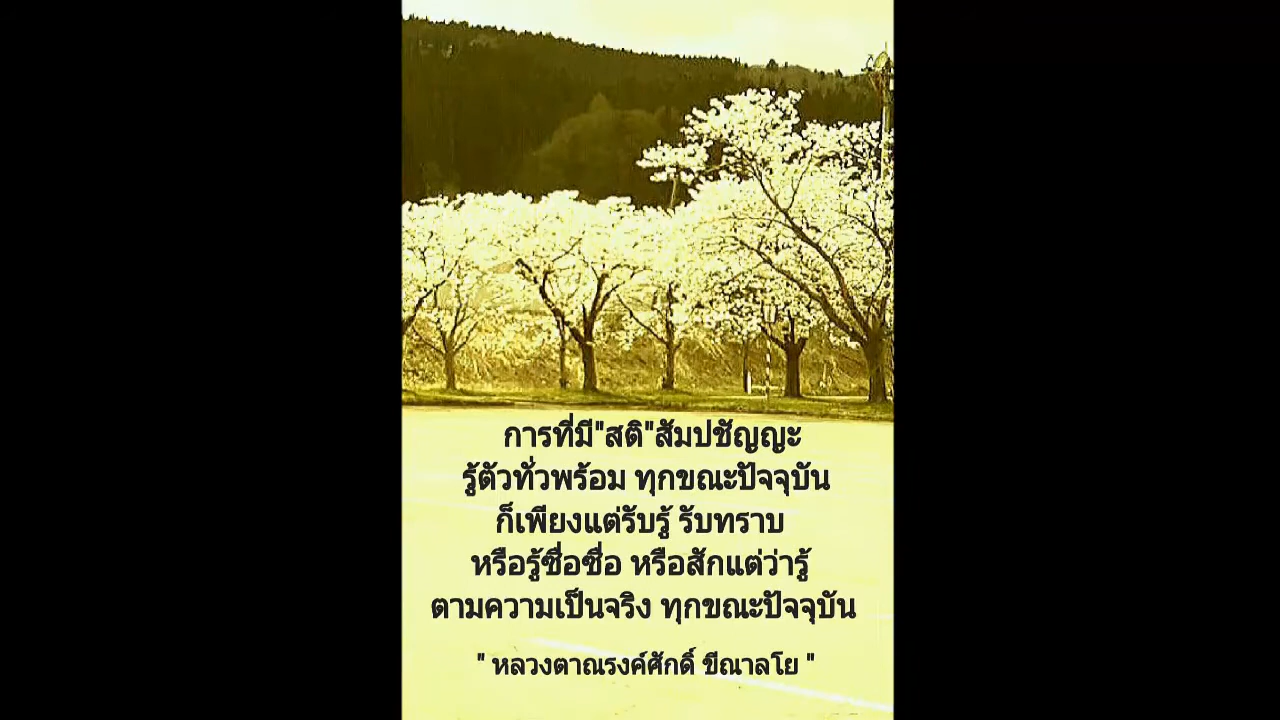 การที่มี"สติ"สัมปชัญญะ
รู้ตัวทั่วพร้อม ทุกขณะปัจจุบัน
ก็เพียงแต่รับรู้ รับทราบ
หรือรู้ซื่อซื่อ หรือสักแต่ว่ารู้
ตามความเป็นจริง ทุกขณะปัจจุบัน
" หลวงตาณรงค์ศักดิ์ ขีณาลโย "